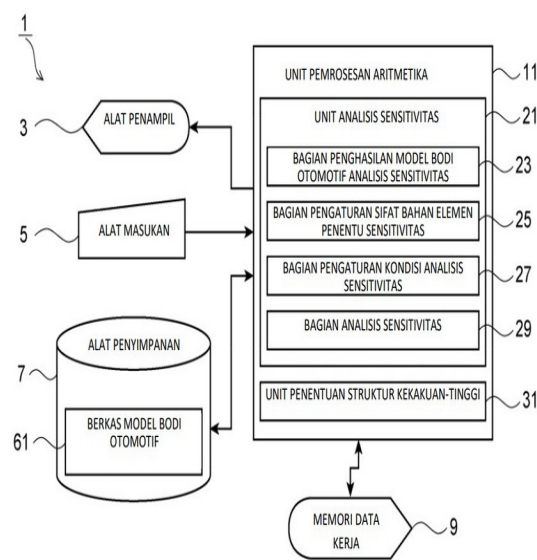 1
UNIT PEMROSESAN ARITMETIKA
11
ALAT PENAMPIL
3
UNIT ANALISIS SENSITIVITAS
21
BAGIAN PENGHASILAN MODEL BODI
OTOMOTIF ANALISIS SENSITIVITAS
23
ALAT MASUKAN
5
BAGIAN PENGATURAN SIFAT BAHAN ELEMEN
PENENTU SENSITIVITAS
25
BAGIAN PENGATURAN KONDISI ANALISIS
SENSITIVITAS
27
BAGIAN ANALISIS SENSITIVITAS
29
ALAT PENYIMPANAN
7
BERKAS MODEL BODI
OTOMOTIF
61
UNIT PENENTUAN STRUKTUR KEKAKUAN-TINGGI
31
MEMORI DATA
KERJA
9